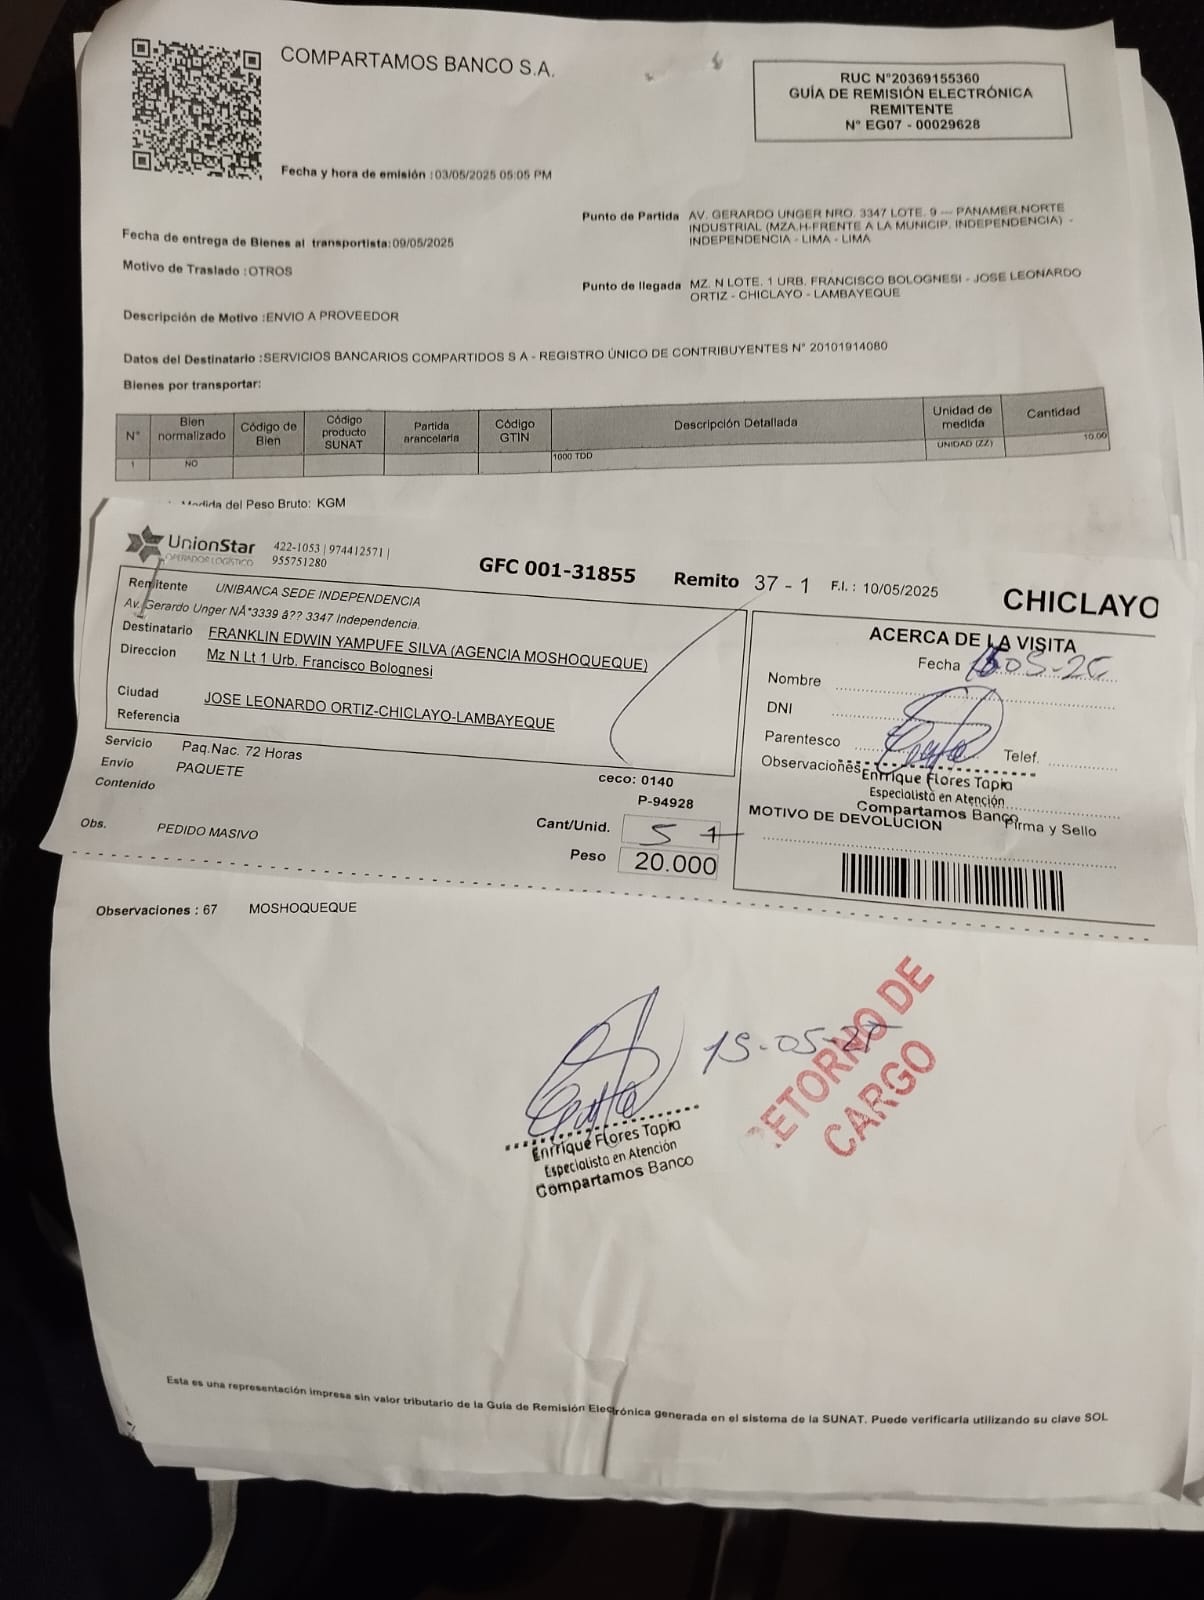 COMPARTAMOS BANCO S.A.
RUC N°20369155360
GUÍA DE REMISIÓN ELECTRÓNICA
REMITENTE
N° EG07 - 00029628
Fecha y hora de emisión :03/05/2025 05:05 PM
Fecha de entrega de Bienes al transportista:09/05/2025
Punto de Partida AV. GERARDO UNGER NRO. 3347 LOTE. 9 --- PANAMER.NORTE
INDUSTRIAL (MZA.H-FRENTE A LA MUNICIP. INDEPENDENCIA) -
INDEPENDENCIA - LIMA - LIMA
Motivo de Traslado :OTROS
Punto de llegada MZ. N LOTE. 1 URB. FRANCISCO BOLOGNESI - JOSE LEONARDO
ORTIZ - CHICLAYO - LAMBAYEQUE
Descripción de Motivo :ENVIO A PROVEEDOR
Datos del Destinatario :SERVICIOS BANCARIOS COMPARTIDOS S A - REGISTRO ÚNICO DE CONTRIBUYENTES N° 20101914080
Bienes por transportar:
N° Bien normalizado Código de Bien Código producto SUNAT Partida arancelaria Código GTIN Descripción Detallada Unidad de medida Cantidad
1 NO 1000 TDD UNIDAD (ZZ) 10.00
Medida del Peso Bruto: KGM
UnionStar
OPERADOR LOGÍSTICO
422-1053 | 974412571 |
955751280
GFC 001-31855 Remito 37 - 1 F.I. : 10/05/2025 CHICLAYO
Remitente UNIBANCA SEDE INDEPENDENCIA
Av. Gerardo Unger NÂ°3339 â?? 3347 Independencia.
Destinatario FRANKLIN EDWIN YAMPUFE SILVA (AGENCIA MOSHOQUEQUE)
Direccion Mz N Lt 1 Urb. Francisco Bolognesi
Ciudad JOSE LEONARDO ORTIZ-CHICLAYO-LAMBAYEQUE
Referencia
Servicio Paq.Nac. 72 Horas
Envío PAQUETE
Contenido
Obs. PEDIDO MASIVO
ceco: 0140
P-94928
Cant/Unid. 5 1
Peso 20.000
ACERCA DE LA VISITA
Fecha
Nombre
DNI
Parentesco
Telef.
Observaciones
Enrrique Flores Tapia
Especialista en Atención
Compartamos Banco
Firma y Sello
MOTIVO DE DEVOLUCION
Observaciones : 67 MOSHOQUEQUE
RETORNO DE
CARGO
Enrrique Flores Tapia
Especialista en Atención
Compartamos Banco
Esta es una representación impresa sin valor tributario de la Guía de Remisión Electrónica generada en el sistema de la SUNAT. Puede verificarla utilizando su clave SOL